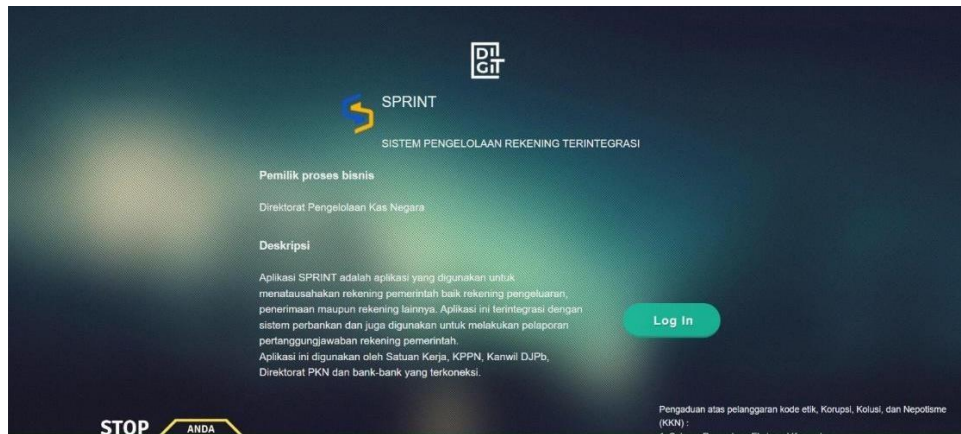 DIGIT
SPRINT
SISTEM PENGELOLAAN REKENING TERINTEGRASI
Pemilik proses bisnis
Direktorat Pengelolaan Kas Negara
Deskripsi
Aplikasi SPRINT adalah aplikasi yang digunakan untuk
menatausahakan rekening pemerintah baik rekening pengeluaran,
penerimaan maupun rekening lainnya. Aplikasi ini terintegrasi dengan
sistem perbankan dan juga digunakan untuk melakukan pelaporan
pertanggungjawaban rekening pemerintah.
Aplikasi ini digunakan oleh Satuan Kerja, KPPN, Kanwil DJPb,
Direktorat PKN dan bank-bank yang terkoneksi.
Log In
STOP
ANDA
Pengaduan atas pelanggaran kode etik, Korupsi, Kolusi, dan Nepotisme
(KKN) :